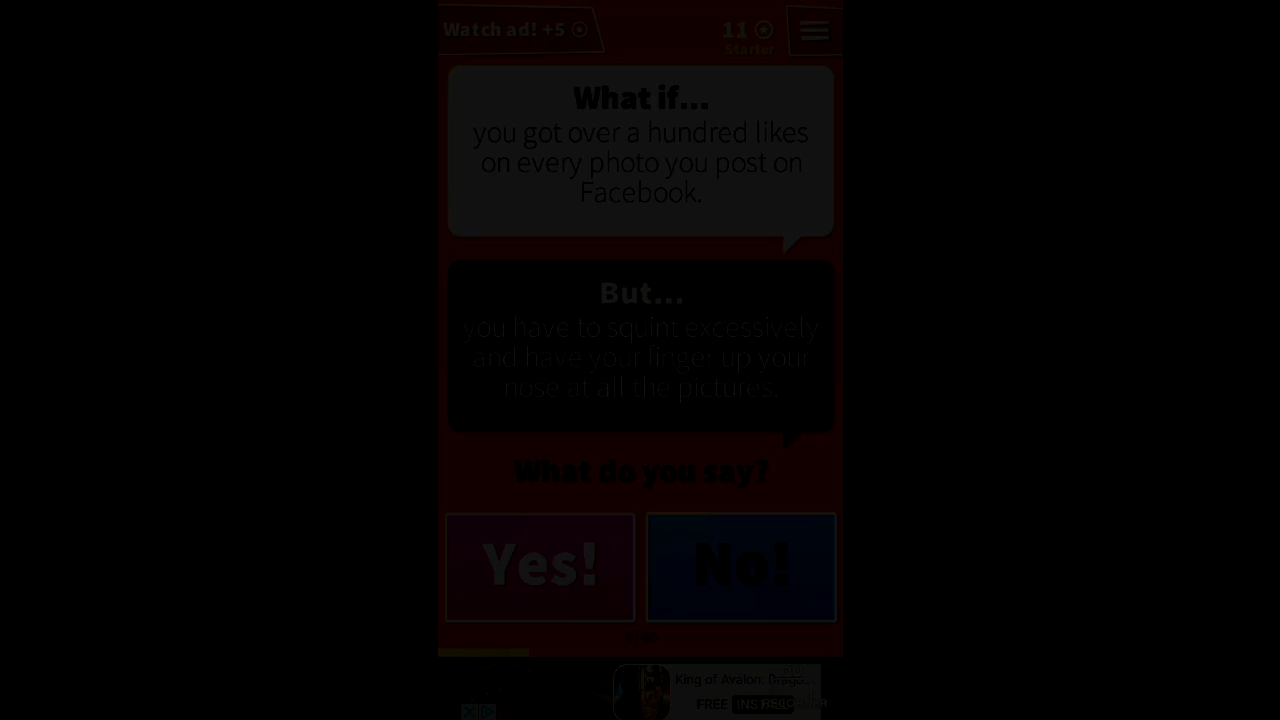 Watch ad! +5
11
Starter
What if...
you got over a hundred likes
on every photo you post on
Facebook.
But...
you have to squint excessively
and have your finger up your
nose at all the pictures.
What do you say?
Yes! No!
King of Avalon: Drago...
FREE